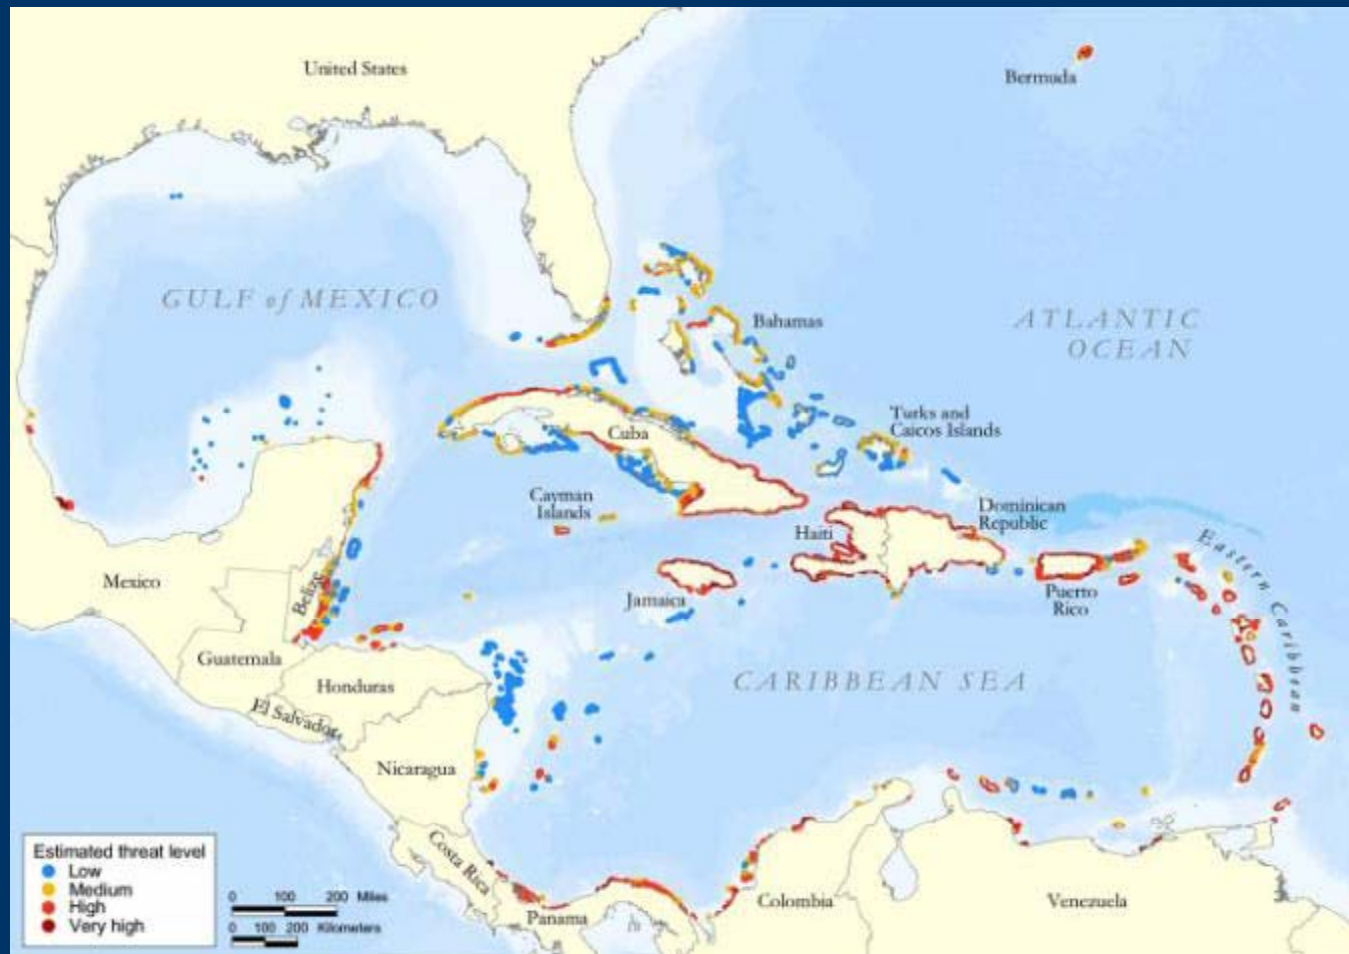 United States
Bermuda
GULF of MEXICO
ATLANTIC
OCEAN
Bahamas
Turks and
Caicos Islands
Cuba
Cayman
Islands
Dominican
Republic
Haiti
Eastern Caribbean
Mexico
Belize
Jamaica
Puerto
Rico
Guatemala
Honduras
CARIBBEAN SEA
El Salvador
Nicaragua
Costa Rica
Panama
Colombia
Venezuela
Estimated threat level
Low
Medium
High
Very high
0 100 200 Miles
0 100 200 Kilometers